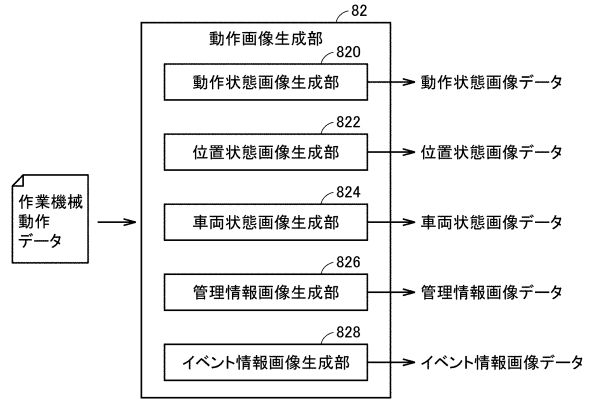 82
動作画像生成部
820
動作状態画像生成部
動作状態画像データ
822
位置状態画像生成部
位置状態画像データ
作業機械
動作
データ
824
車両状態画像生成部
車両状態画像データ
826
管理情報画像生成部
管理情報画像データ
828
イベント情報画像生成部
イベント情報画像データ